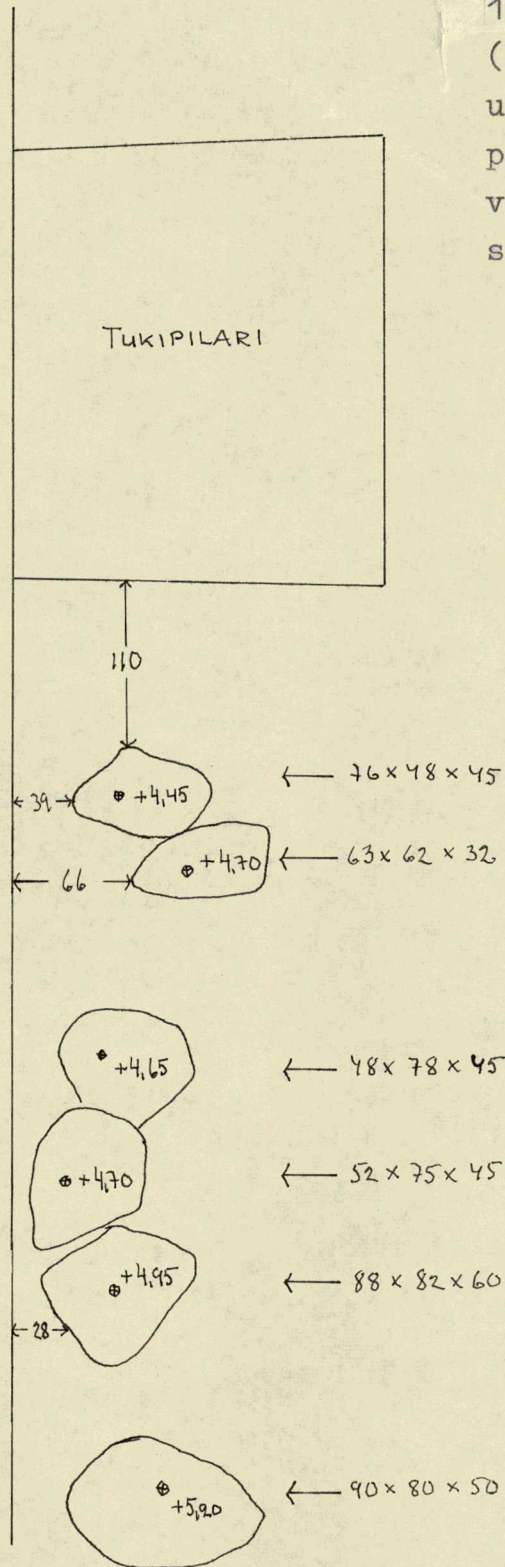 1
(
u
p
v
s
TUKIPILARI
110
39
+4,45
← 76 × 48 × 45
66
+4,70
← 63 × 62 × 32
+4,65
← 48 × 78 × 45
+4,70
← 52 × 75 × 45
+4,95
← 88 × 82 × 60
28
+5,20
← 90 × 80 × 50